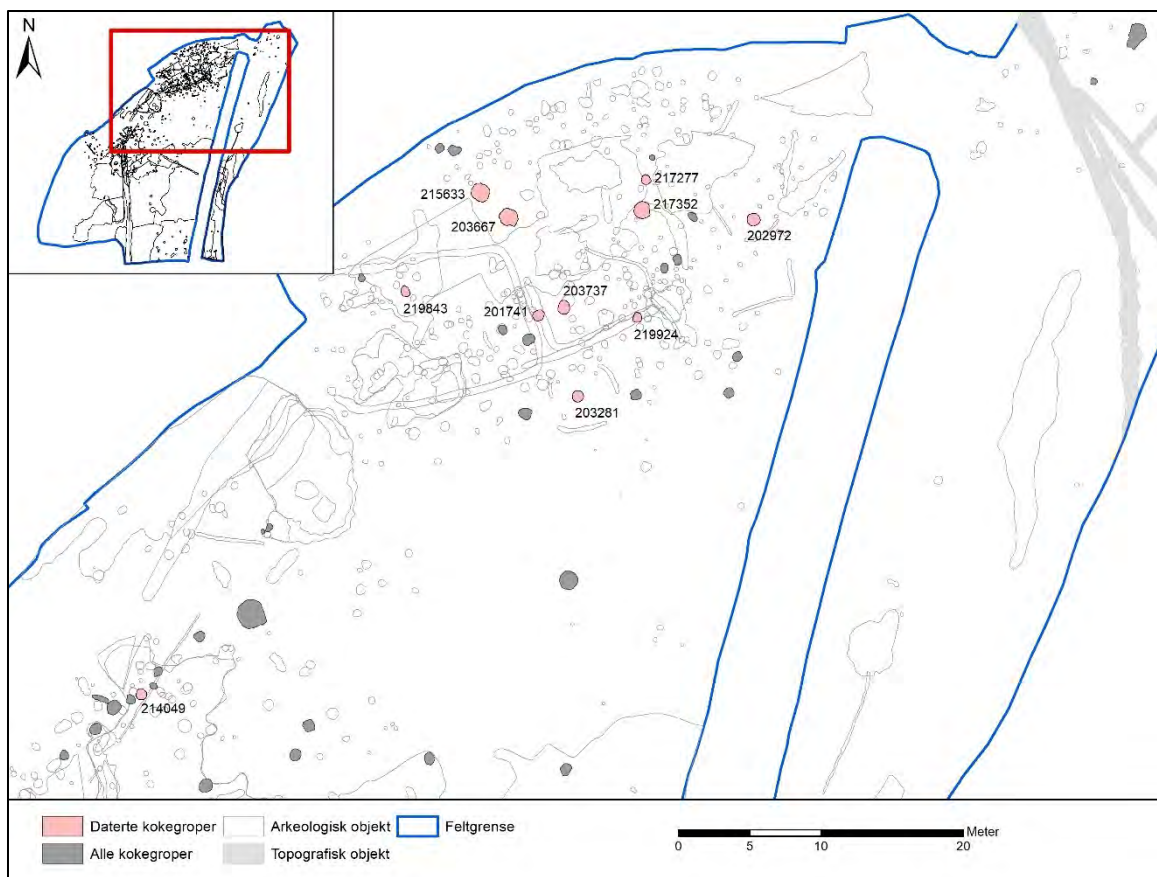 N
215633
203667
217277
217352
202972
219843
201741
203737
219924
203281
214049
Daterte kokegroper
Arkeologisk objekt
Feltgrense
Alle kokegroper
Topografisk objekt
Meter
0 5 10 20